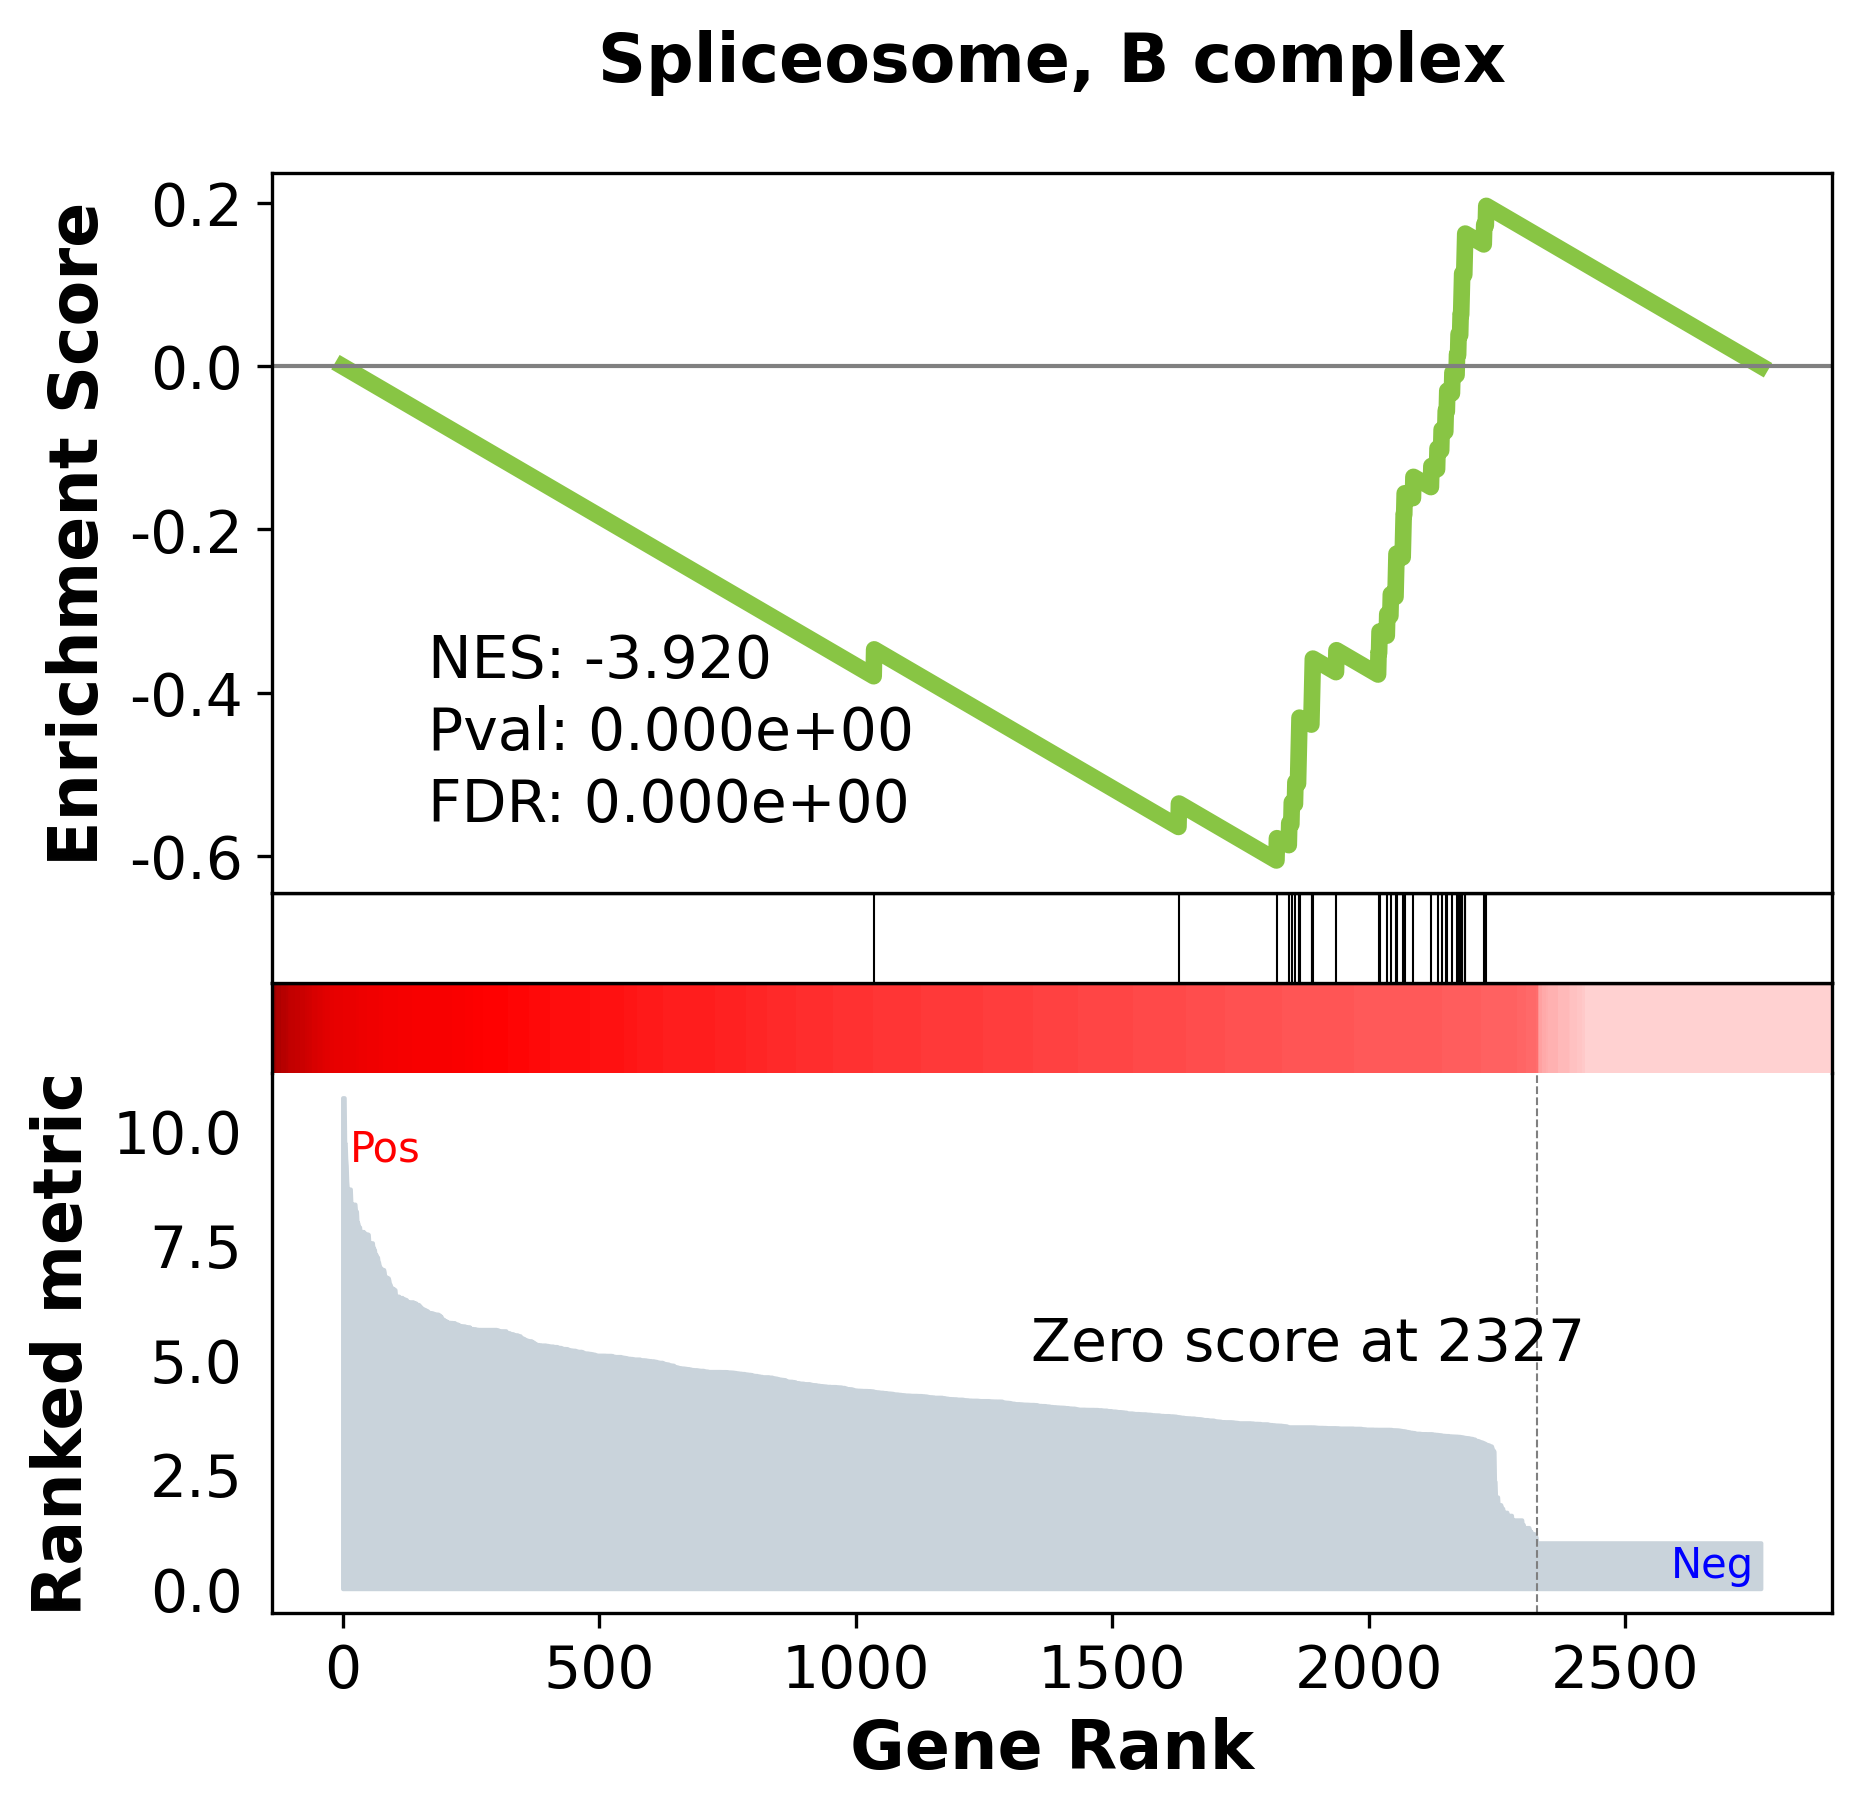 Spliceosome, B complex
Enrichment Score
0.2
0.0
-0.2
-0.4
-0.6
NES: -3.920
Pval: 0.000e+00
FDR: 0.000e+00
Ranked metric
10.0
7.5
5.0
2.5
0.0
Pos
Zero score at 2327
Neg
0 500 1000 1500 2000 2500
Gene Rank